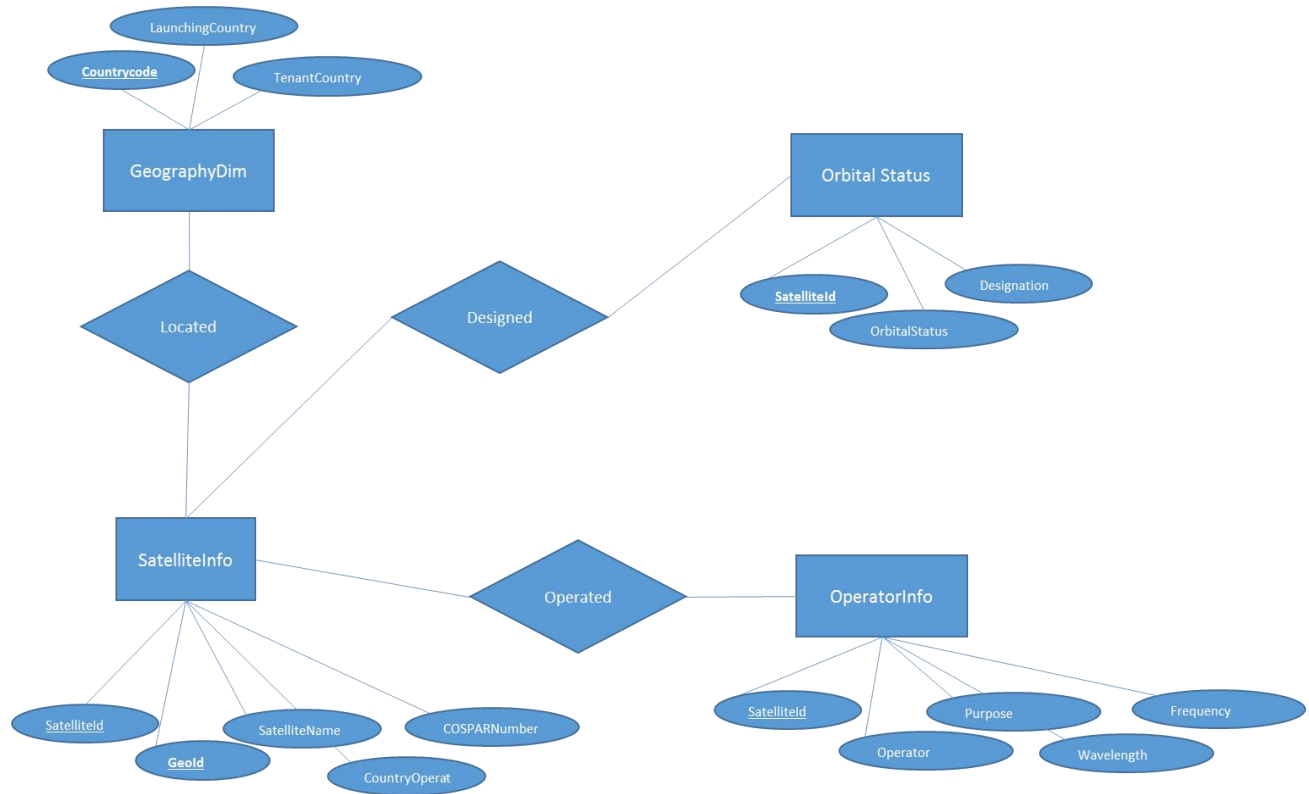 LaunchingCountry
Countrycode
TenantCountry
GeographyDim
Orbital Status
SatelliteId
Designation
OrbitalStatus
Located
Designed
SatelliteInfo
Operated
OperatorInfo
SatelliteId
GeoId
SatelliteName
COSPARNumber
CountryOperat
SatelliteId
Operator
Purpose
Wavelength
Frequency